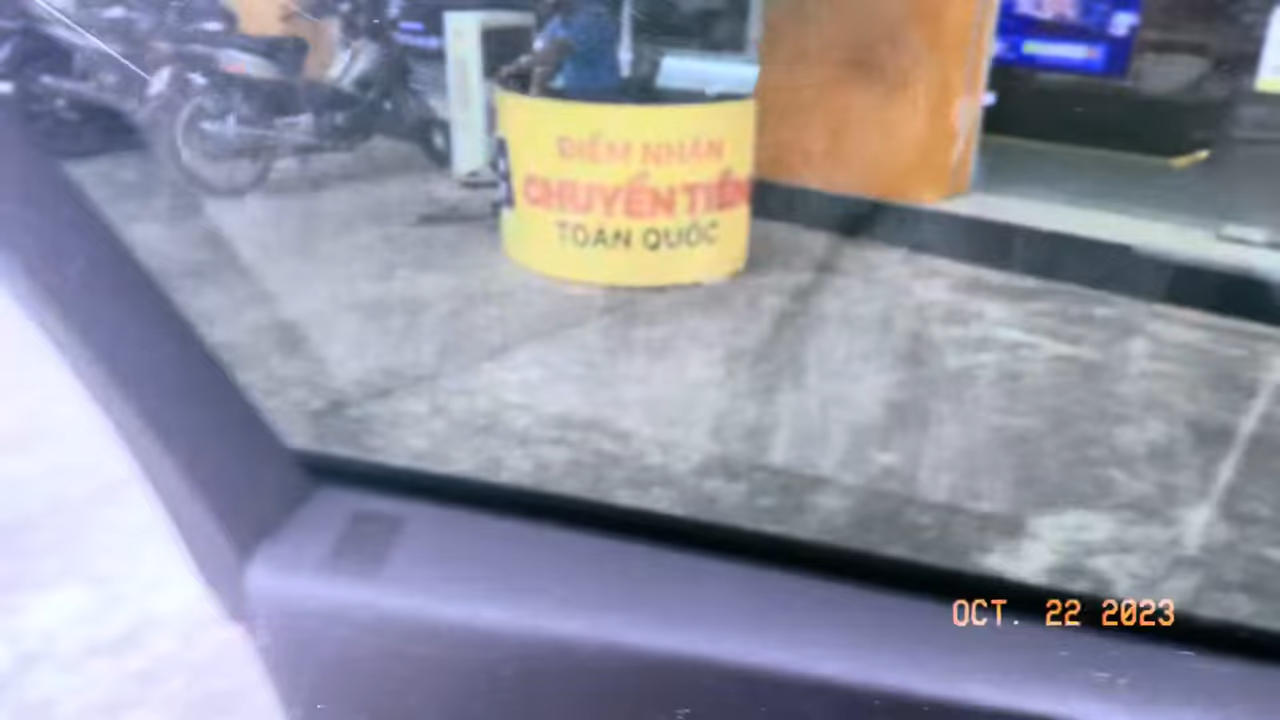 ĐIỂM NHẬN
CHUYỂN TIỀN
TOÀN QUỐC
OCT. 22 2023